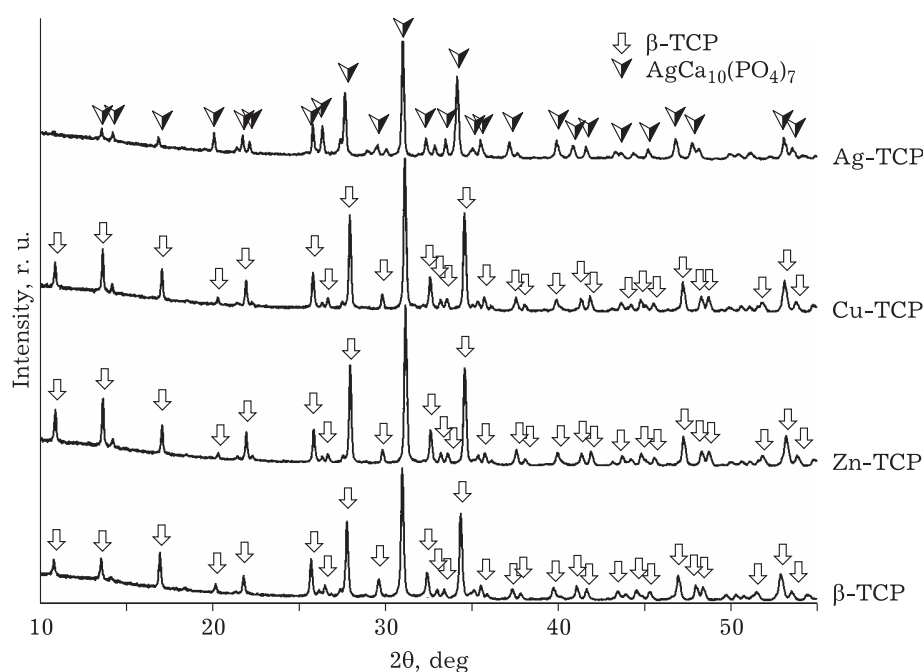 β-TCP
AgCa₁₀(PO₄)₇
Ag-TCP
Cu-TCP
Zn-TCP
β-TCP
Intensity, r. u.
10 20 30 40 50
2θ, deg